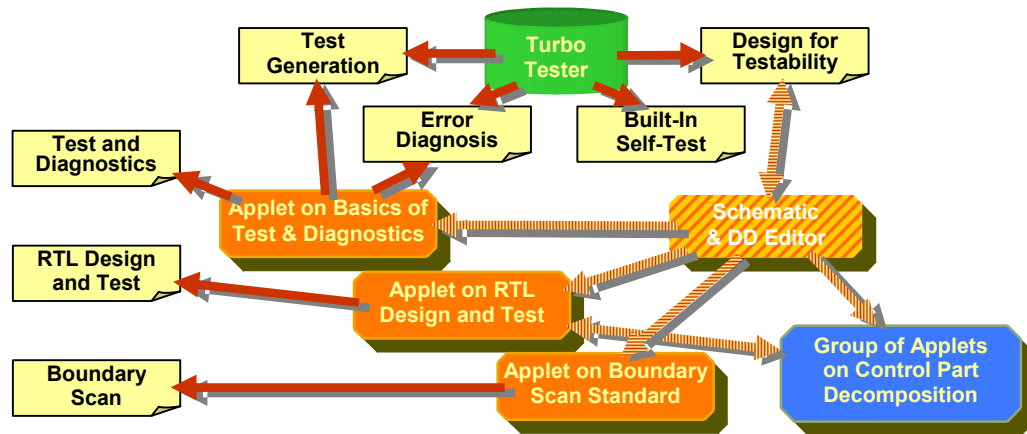 Test
Generation
Turbo
Tester
Design for
Testability
Error
Diagnosis
Built-In
Self-Test
Test and
Diagnostics
Applet on Basics of
Test & Diagnostics
Schematic
& DD Editor
RTL Design
and Test
Applet on RTL
Design and Test
Group of Applets
on Control Part
Decomposition
Boundary
Scan
Applet on Boundary
Scan Standard